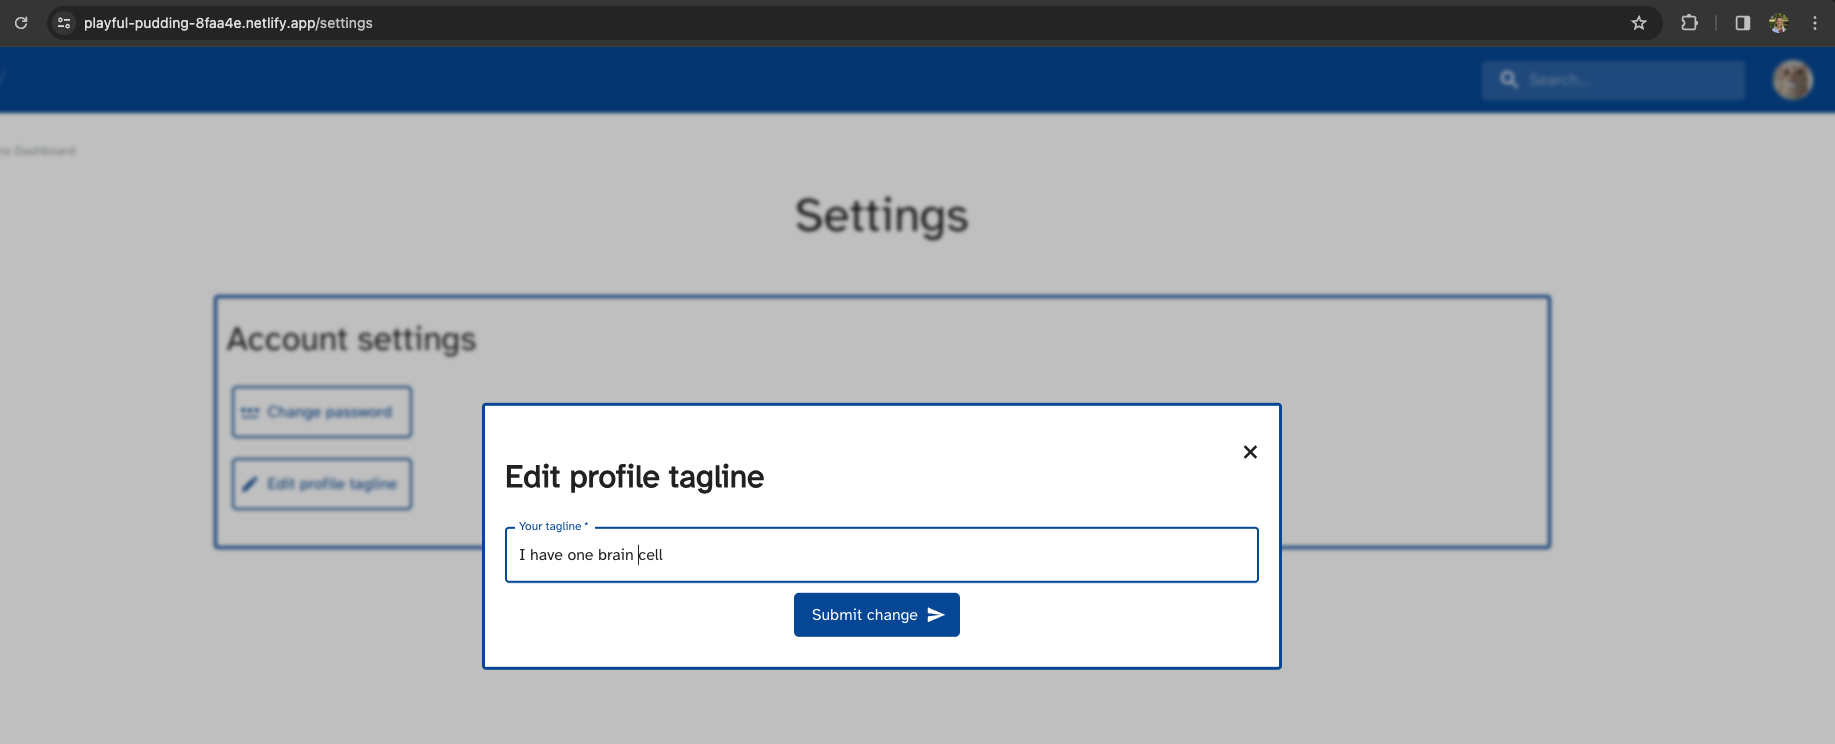 playful-pudding-8faa4e.netlify.app/settings
Search...
to Dashboard
Settings
Account settings
Change password
Edit profile tagline
Edit profile tagline
Your tagline *
I have one brain cell
Submit change